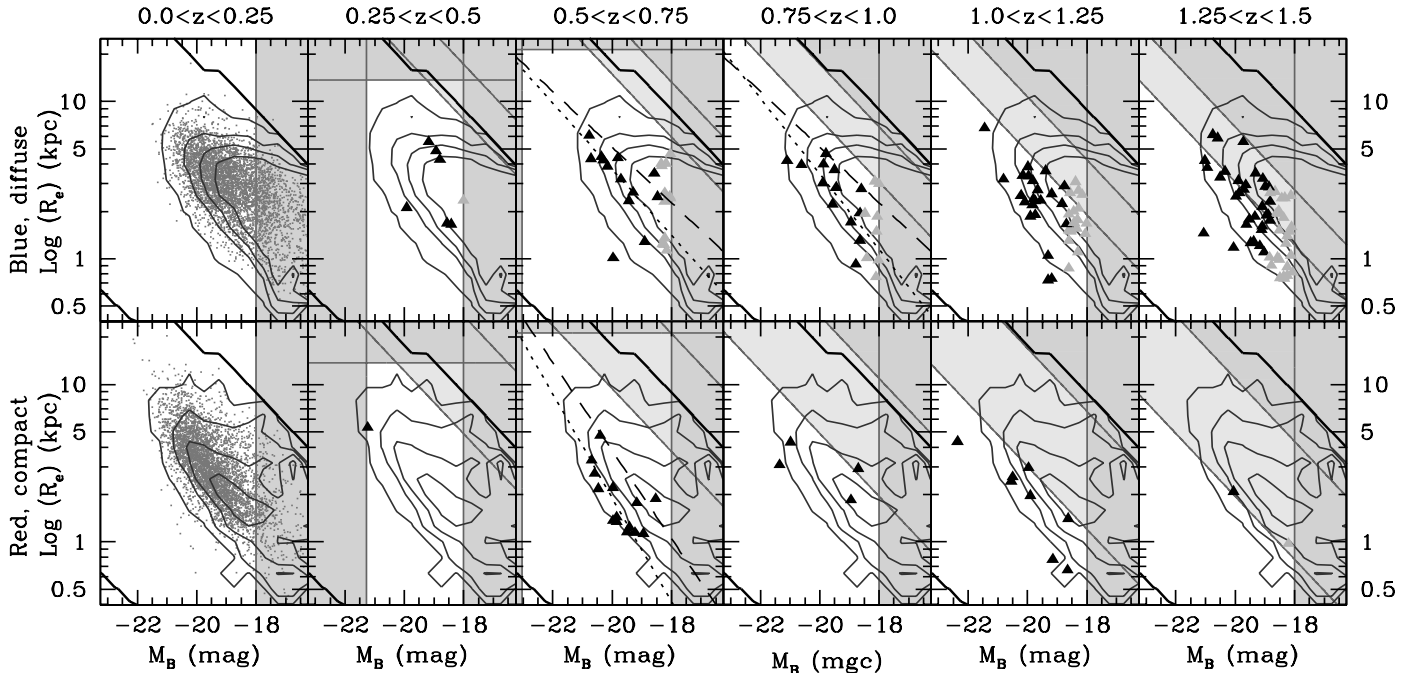 0.0<z<0.25 0.25<z<0.5 0.5<z<0.75 0.75<z<1.0 1.0<z<1.25 1.25<z<1.5
Blue, diffuse
Log (Re) (kpc)
10 10
5 5
1 1
0.5 0.5
Red, compact
Log (Re) (kpc)
10 10
5 5
1 1
0.5 0.5
-22 -20 -18 -22 -20 -18 -22 -20 -18 -22 -20 -18 -22 -20 -18 -22 -20 -18
MB (mag) MB (mag) MB (mag) MB (mgc) MB (mag) MB (mag)